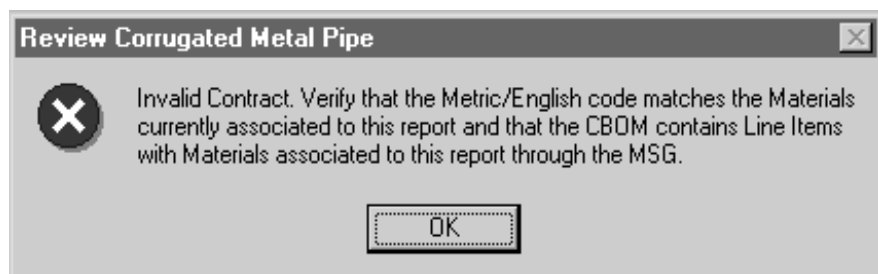 Review Corrugated Metal Pipe
Invalid Contract. Verify that the Metric/English code matches the Materials
currently associated to this report and that the CBOM contains Line Items
with Materials associated to this report through the MSG.
OK